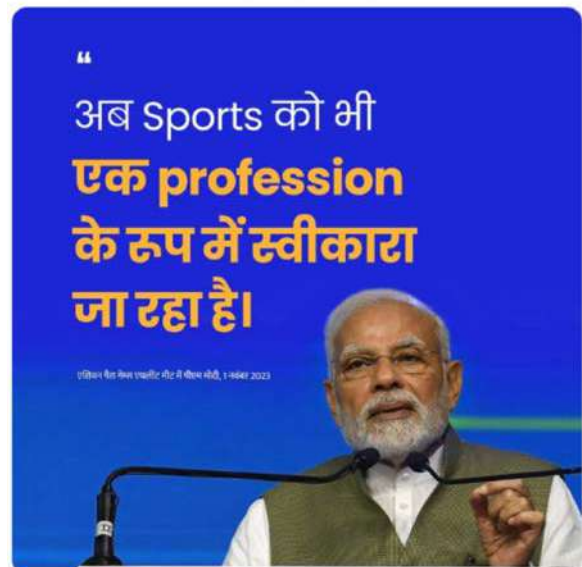 “
अब Sports को भी
एक profession
के रूप में स्वीकारा
जा रहा है।
एशियन पैरा गेम्स एथलीट मीट में पीएम मोदी, 1 नवंबर 2023